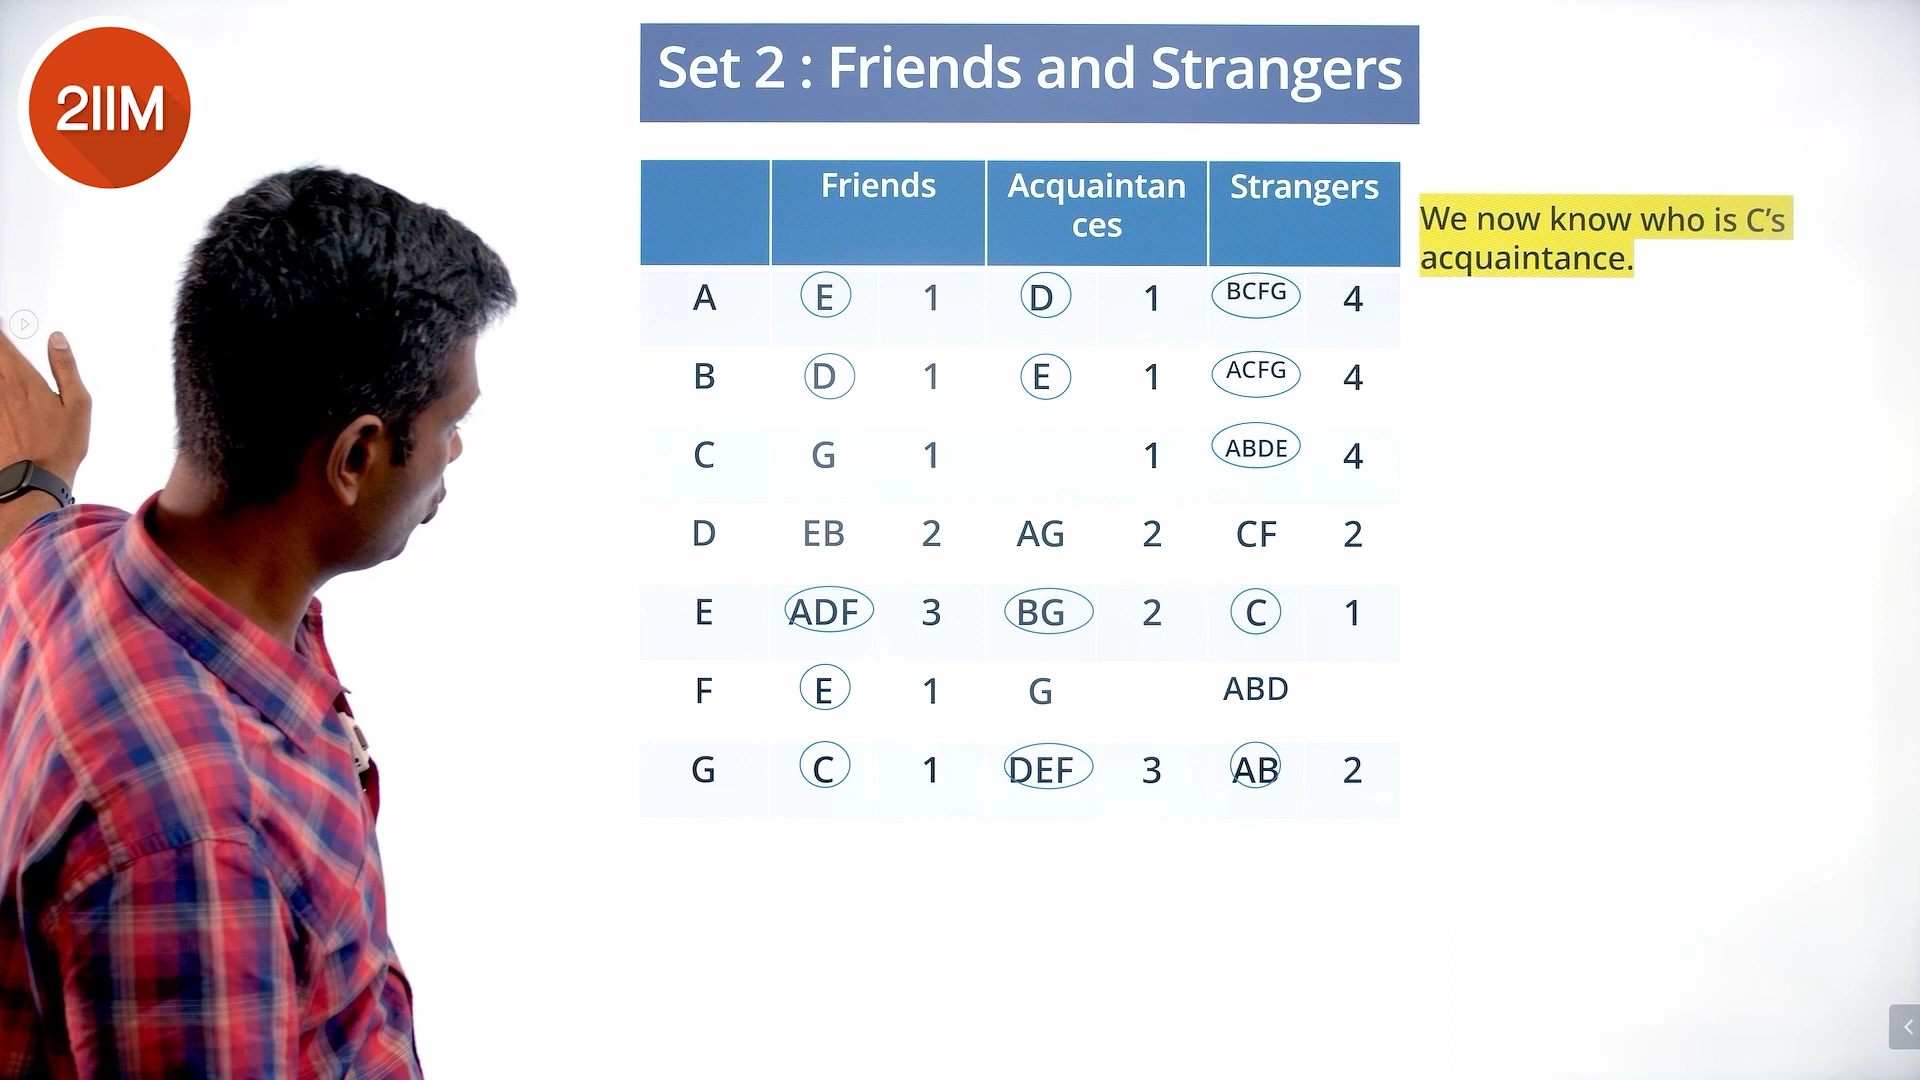 2IIM
Set 2 : Friends and Strangers
Friends Acquaintan Strangers
ces
We now know who is C’s
acquaintance.
A E 1 D 1 BCFG 4
B D 1 E 1 ACFG 4
C G 1 1 ABDE 4
D EB 2 AG 2 CF 2
E ADF 3 BG 2 C 1
F E 1 G ABD
G C 1 DEF 3 AB 2